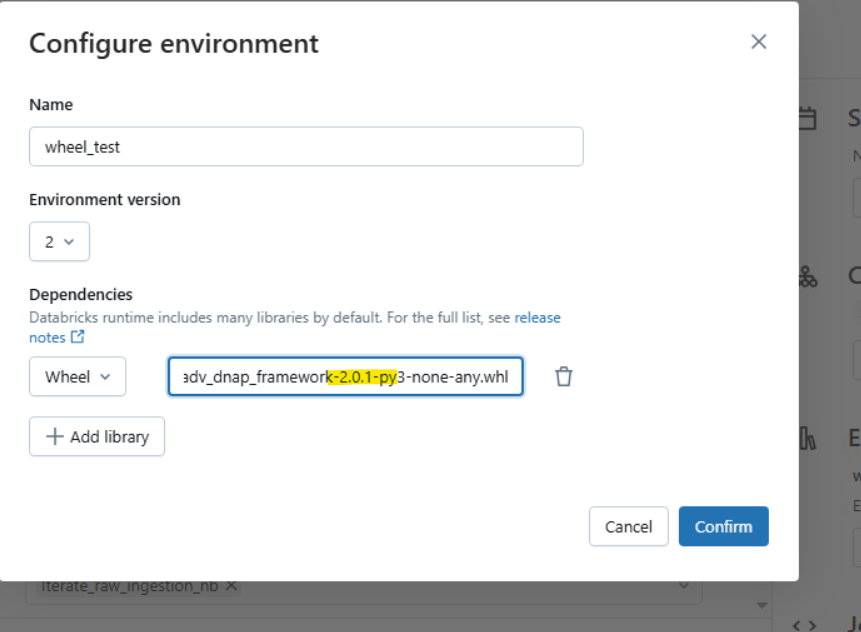 Configure environment
Name
wheel_test
Environment version
2
Dependencies
Databricks runtime includes many libraries by default. For the full list, see release
notes
Wheel
adv_dnap_framework-2.0.1-py3-none-any.whl
Add library
Cancel
Confirm
Iterate_raw_ingestion_nb